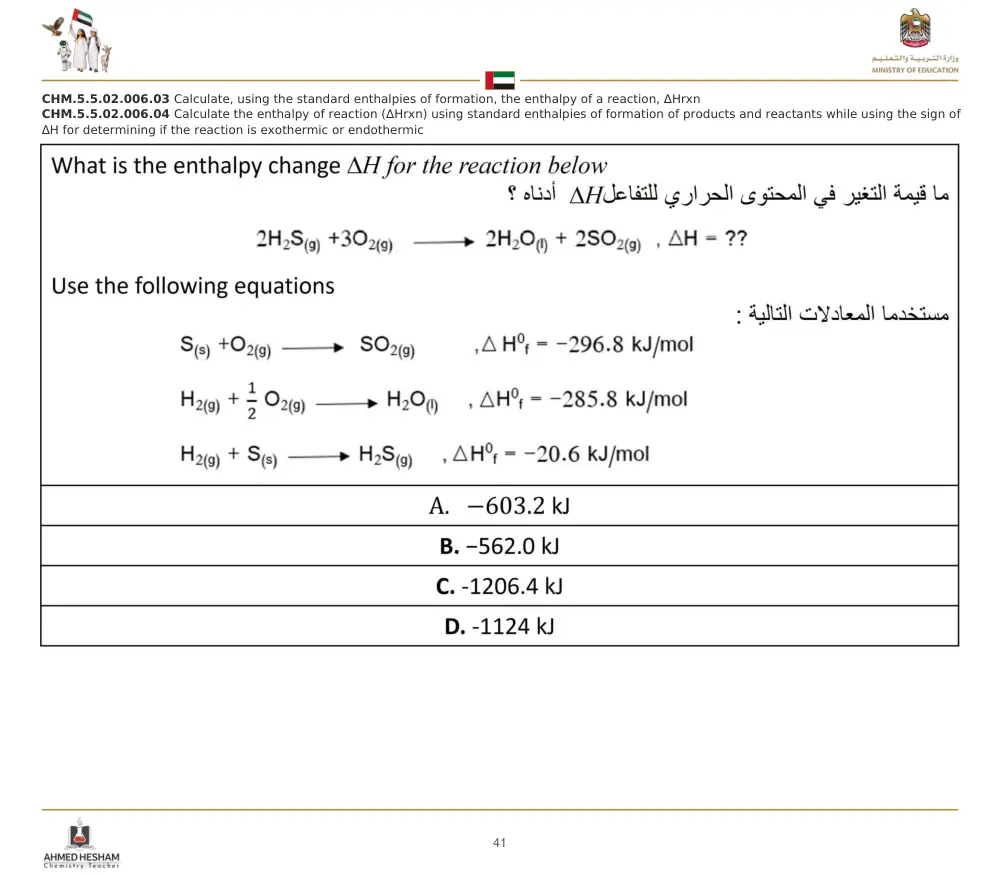 وزارة التربية والتعليم
MINISTRY OF EDUCATION
CHM.5.5.02.006.03 Calculate, using the standard enthalpies of formation, the enthalpy of a reaction, ΔHrxn
CHM.5.5.02.006.04 Calculate the enthalpy of reaction (ΔHrxn) using standard enthalpies of formation of products and reactants while using the sign of
ΔH for determining if the reaction is exothermic or endothermic
What is the enthalpy change ΔH for the reaction below
ما قيمة التغير في المحتوى الحراري للتفاعل ΔH أدناه ؟
2H₂S(g) +3O₂(g) ⟶ 2H₂O(l) + 2SO₂(g) , △H = ??
Use the following equations
مستخدما المعادلات التالية :
S(s) +O₂(g) ⟶ SO₂(g) ,△ H⁰f = −296.8 kJ/mol
H₂(g) + 1/2 O₂(g) ⟶ H₂O(l) , △H⁰f = −285.8 kJ/mol
H₂(g) + S(s) ⟶ H₂S(g) , △H⁰f = −20.6 kJ/mol
A. −603.2 kJ
B. −562.0 kJ
C. -1206.4 kJ
D. -1124 kJ
AHMED HESHAM
Chemistry Teacher
41